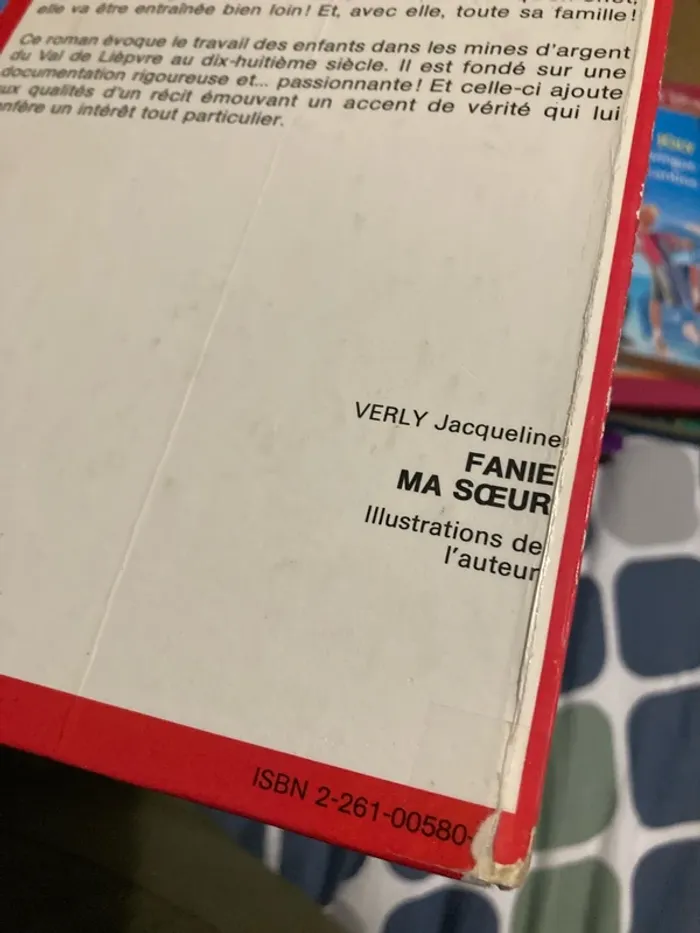 elle va être entraînée bien loin! Et, avec elle, toute sa famille!
Ce roman évoque le travail des enfants dans les mines d'argent
du Val de Lièpvre au dix-huitième siècle. Il est fondé sur une
documentation rigoureuse et... passionnante! Et celle-ci ajoute
ux qualités d'un récit émouvant un accent de vérité qui lui
nfère un intérêt tout particulier.
VERLY Jacqueline
FANIE
MA SŒUR
Illustrations de
l'auteur
ISBN 2-261-00580-